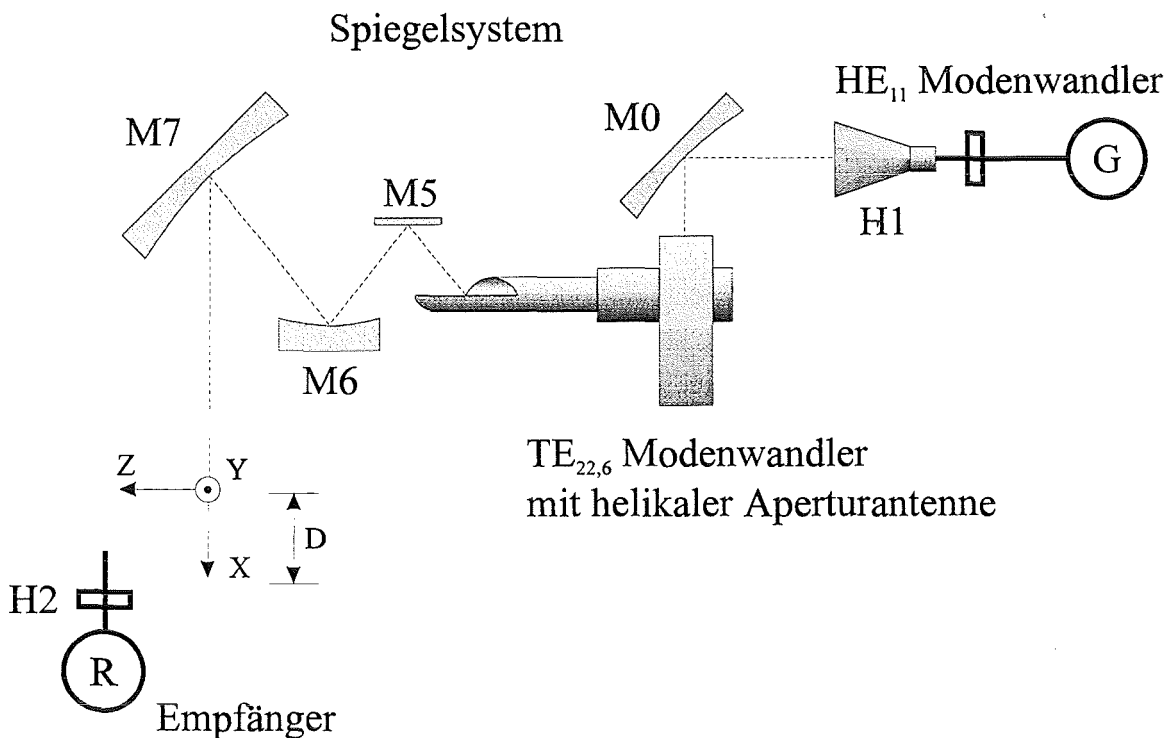 Spiegelsystem
HE₁₁ Modenwandler
M7
M0
G
M5
H1
M6
TE₂₂,₆ Modenwandler
mit helikaler Aperturantenne
Z
Y
D
X
H2
R
Empfänger